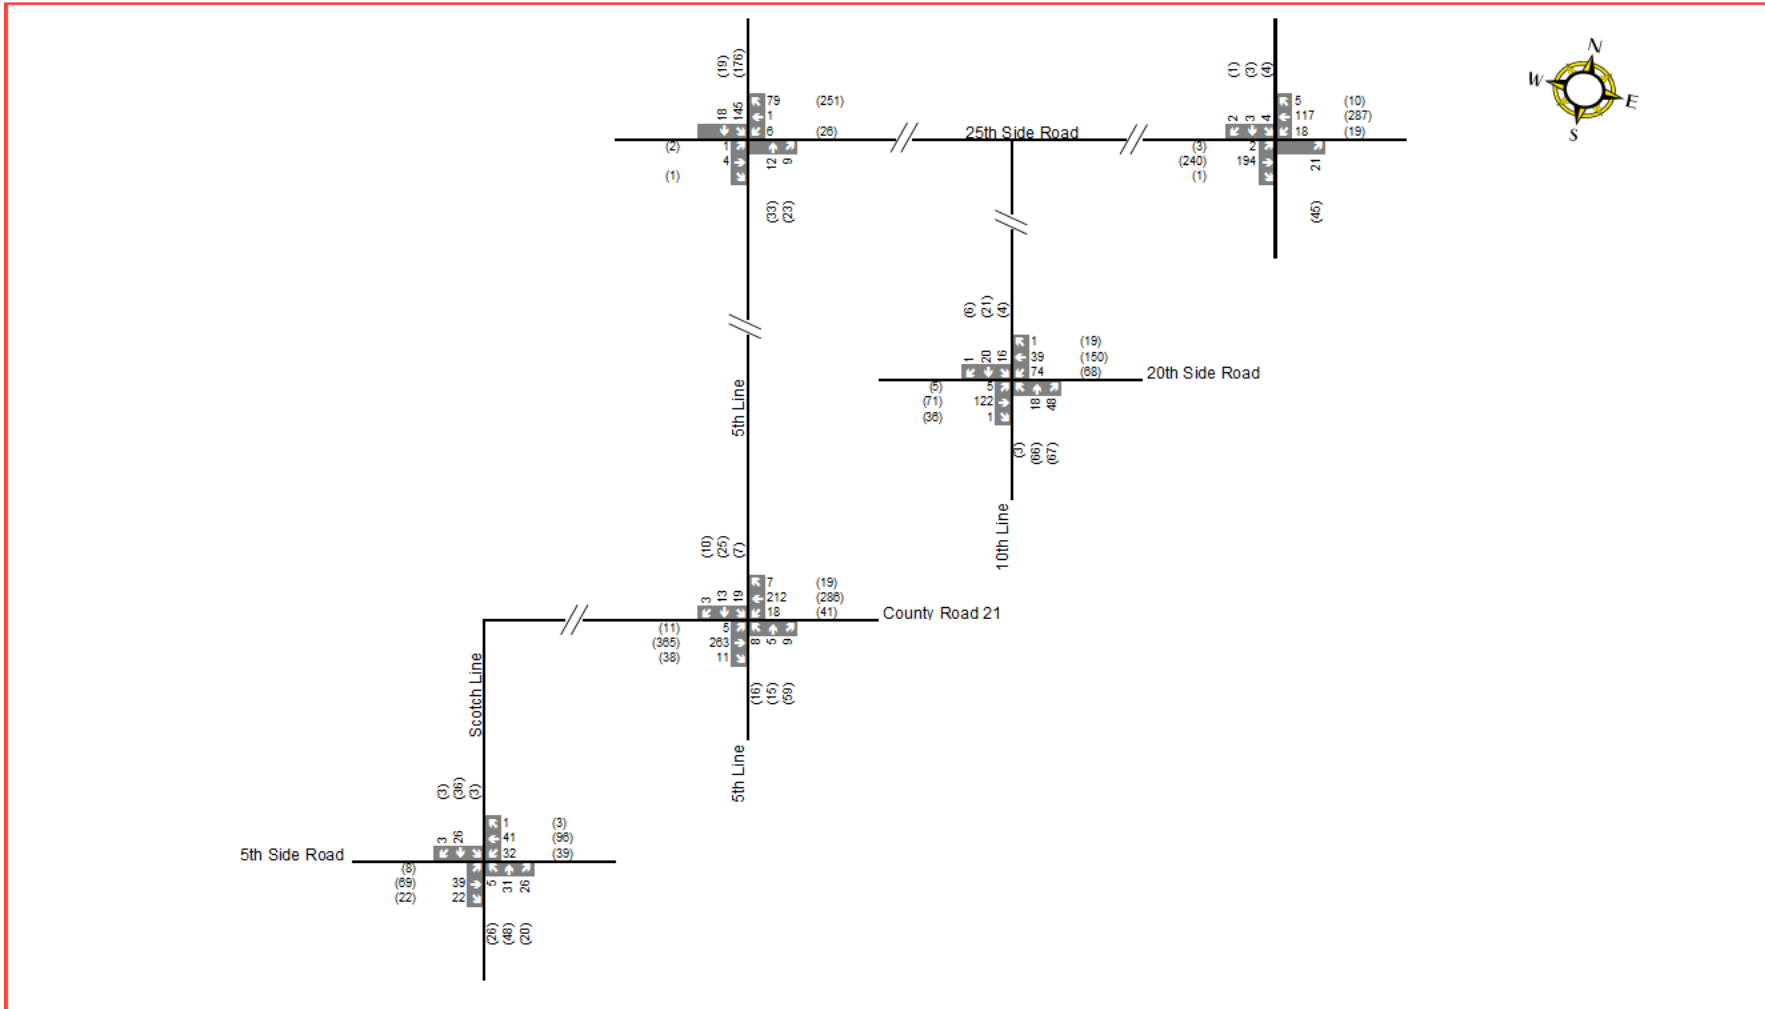 (19) (176)
18 145
79 (251)
1
6 (26)
(2) 1
4
(1)
12 9
(33) (23)
25th Side Road
(1) (3) (4)
2 3 4
5 (10)
117 (287)
18 (19)
(3) 2
(240) 194
(1)
21
(45)
N
W
E
S
(6) (21) (4)
1 20 16
1 (19)
39 (150)
74 (68)
20th Side Road
(5) 5
(71) 122
(36) 1
18 48
(3) (66) (67)
10th Line
5th Line
(10) (25) (7)
3 13 19
7 (19)
212 (286)
18 (41)
County Road 21
(11) 5
(365) 263
(38) 11
8 5 9
(16) (15) (59)
5th Line
Scotch Line
(3) (36) (3)
3 26
1 (3)
41 (96)
32 (39)
5th Side Road
(8)
(69) 39
(22) 22
5 31 26
(26) (48) (20)